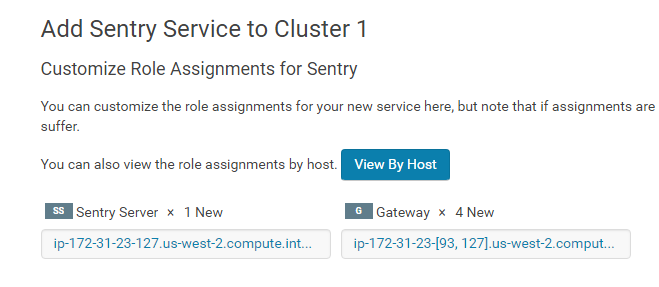 Add Sentry Service to Cluster 1
Customize Role Assignments for Sentry
You can customize the role assignments for your new service here, but note that if assignments are
suffer.
You can also view the role assignments by host. View By Host
SS Sentry Server × 1 New G Gateway × 4 New
ip-172-31-23-127.us-west-2.compute.int... ip-172-31-23-[93, 127].us-west-2.comput...